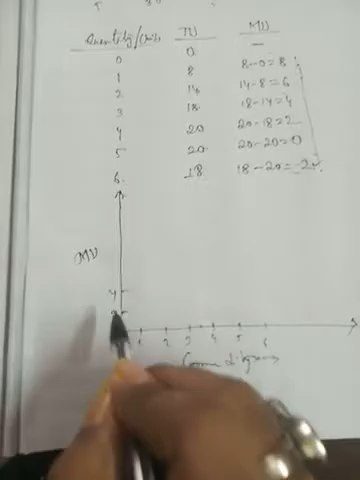 Quantity/Units TU MU
0 0 —
1 8 8-0=8
2 14 14-8=6
3 18 18-14=4
4 20 20-18=2
5 20 20-20=0
6 18 18-20=-2
MU
4
1 2 3 4 5 6